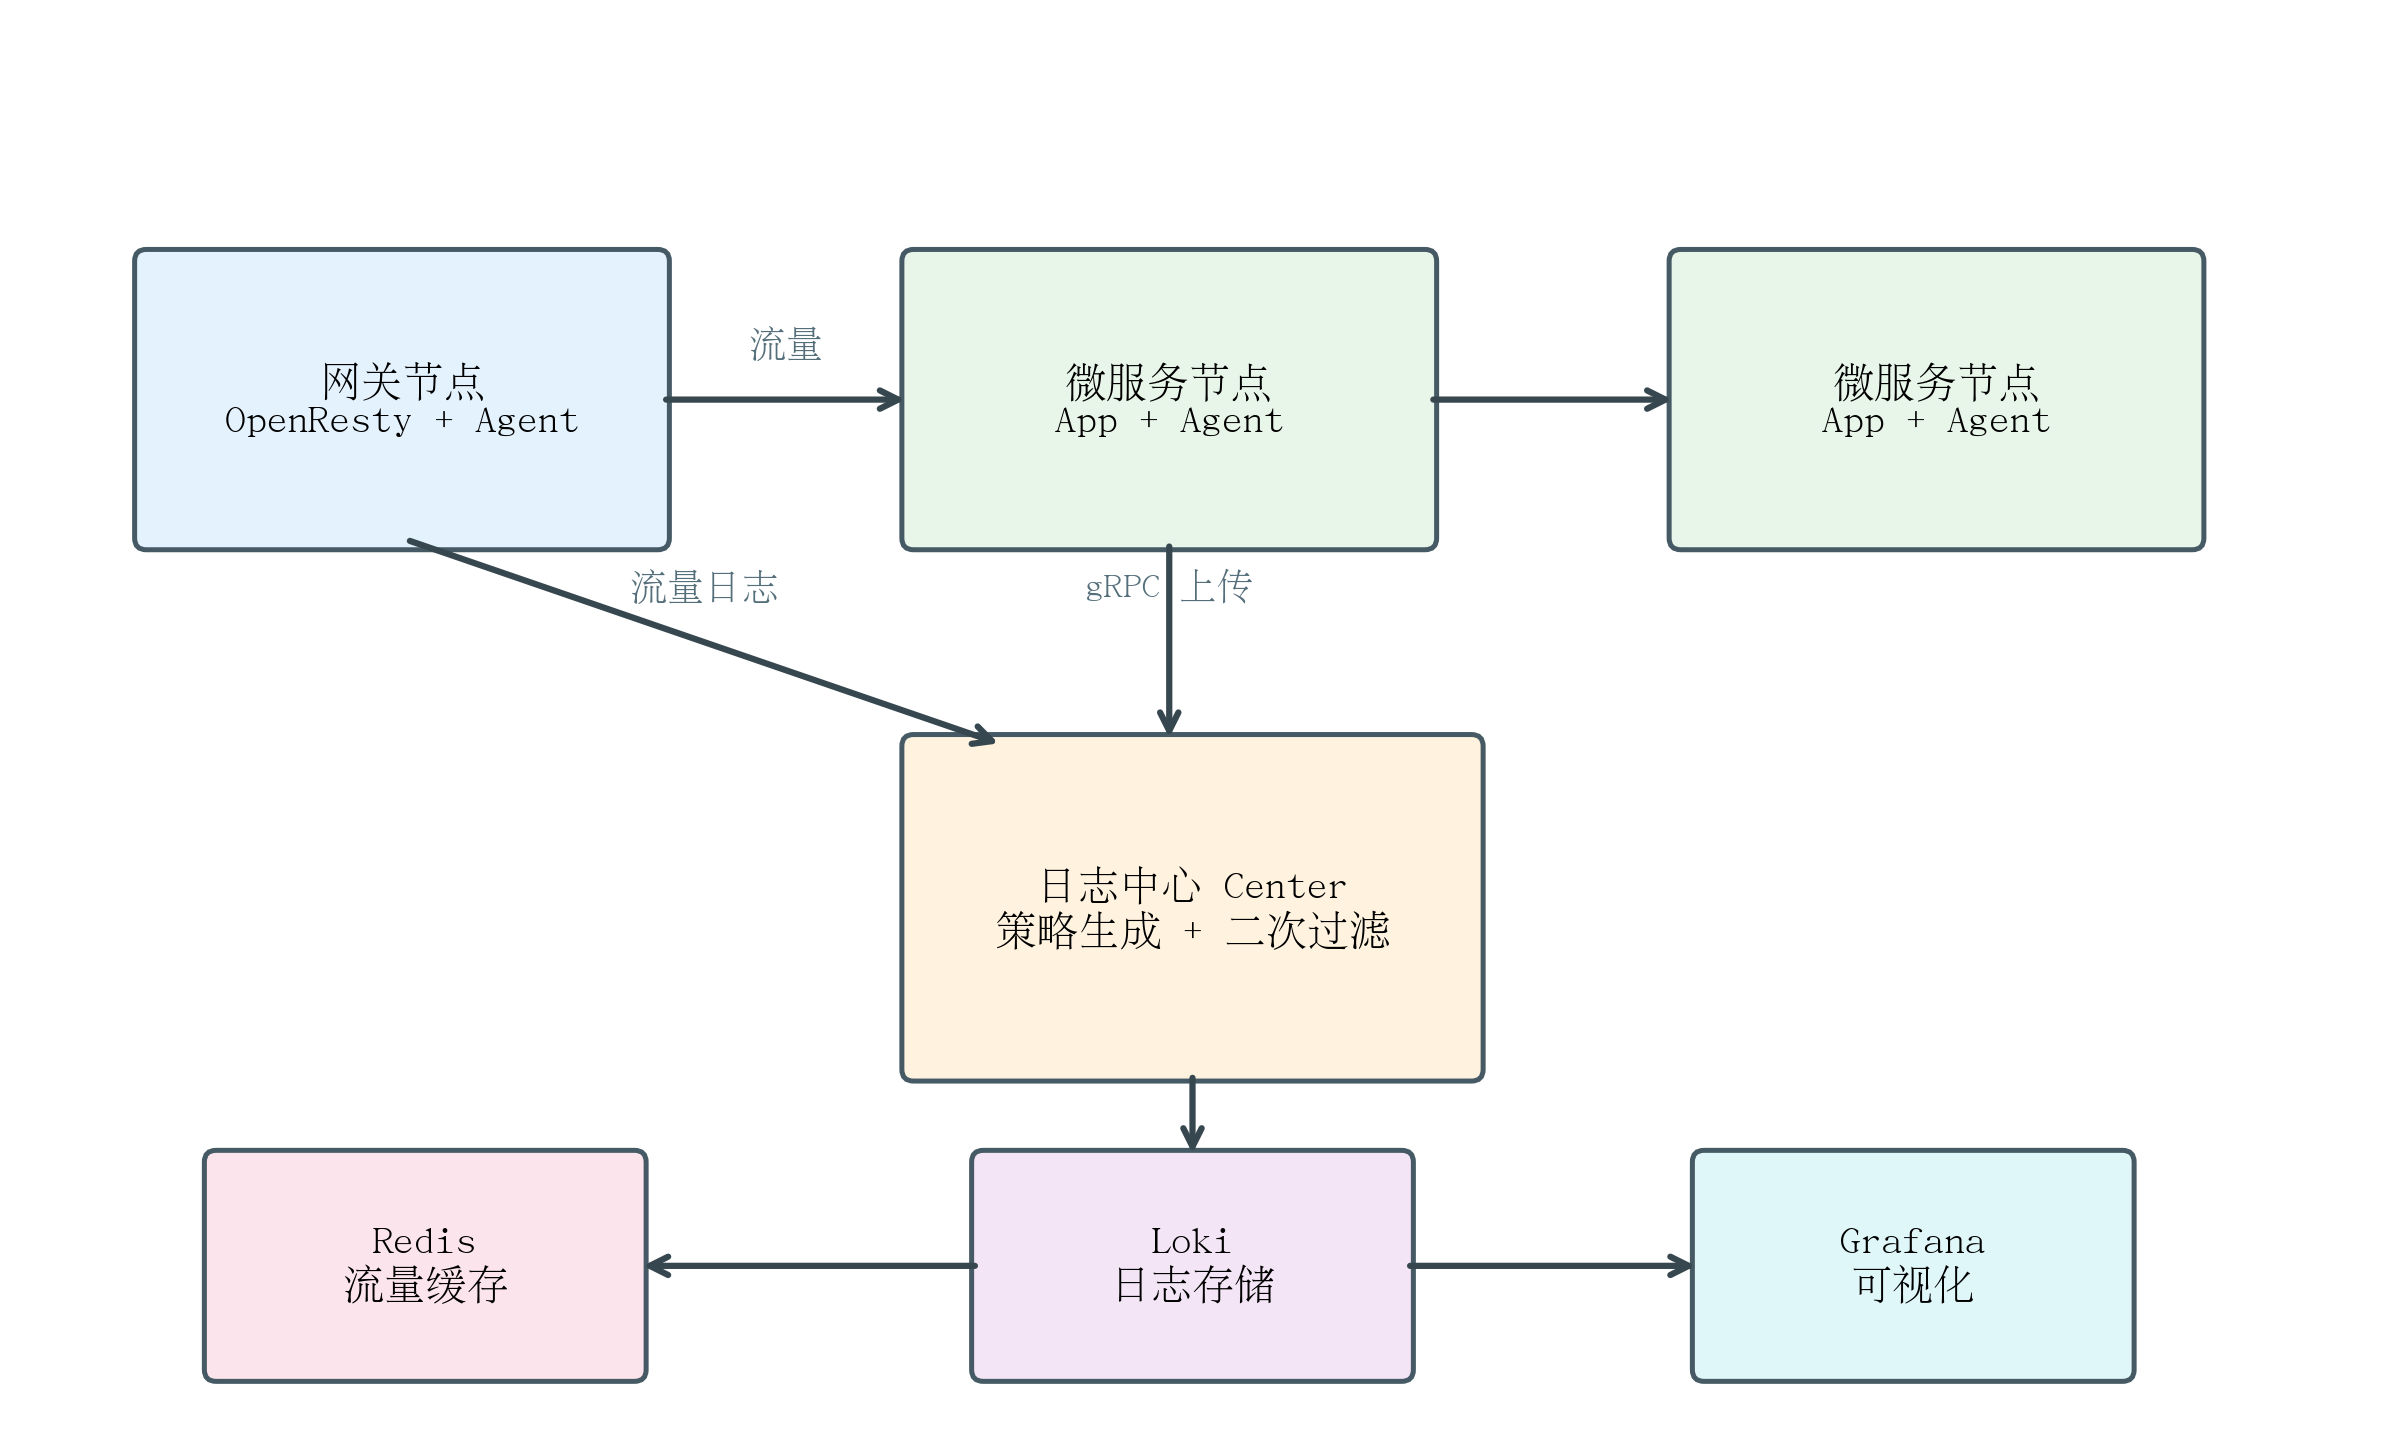 流量
网关节点
OpenResty + Agent
微服务节点
App + Agent
微服务节点
App + Agent
流量日志
gRPC 上传
日志中心 Center
策略生成 + 二次过滤
Redis
流量缓存
Loki
日志存储
Grafana
可视化